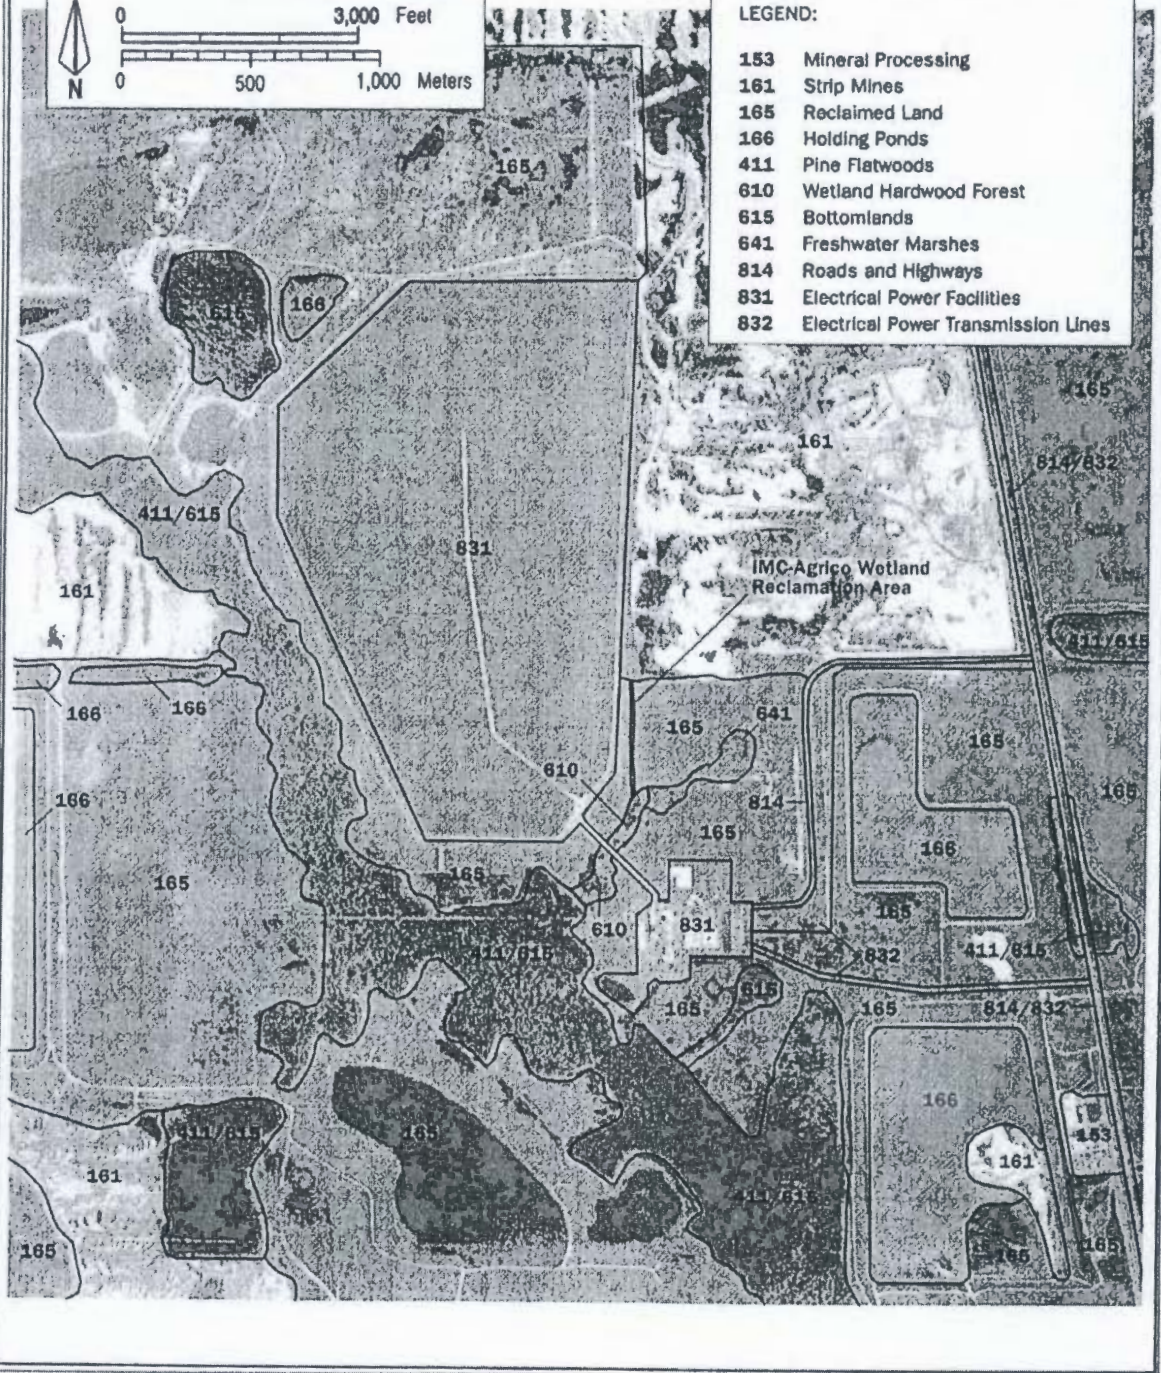 0 3,000 Feet
0 500 1,000 Meters
N
LEGEND:
153 Mineral Processing
161 Strip Mines
165 Reclaimed Land
166 Holding Ponds
411 Pine Flatwoods
610 Wetland Hardwood Forest
615 Bottomlands
641 Freshwater Marshes
814 Roads and Highways
831 Electrical Power Facilities
832 Electrical Power Transmission Lines
165
615
166
165
161
814/832
411/615
831
IMC-Agrico Wetland
Reclamation Area
161
411/615
166
166
165
641
165
610
166
814
165
165
166
165
165
165
610
831
411/615
832
411/615
615
165
165
814/832
166
411/615
165
153
161
161
411/615
165
165
165